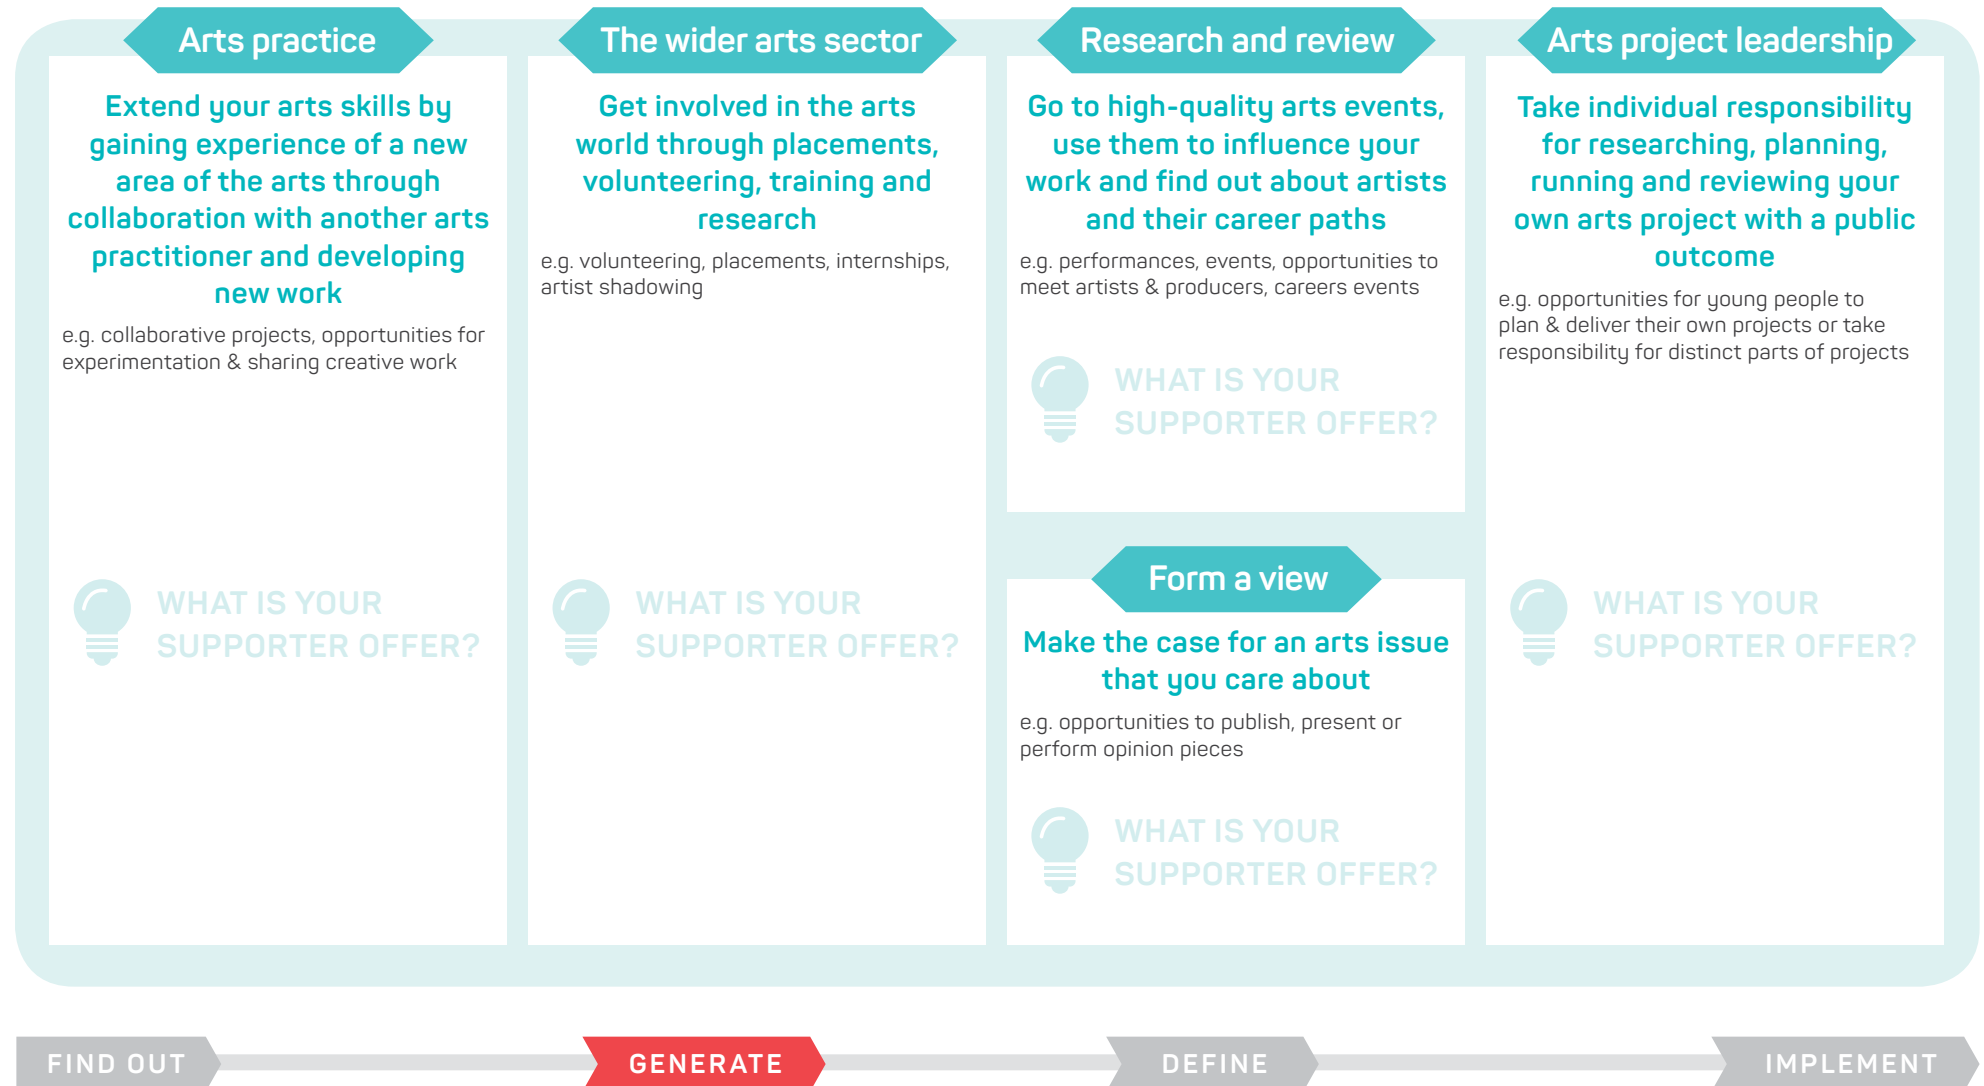 Arts practice
Extend your arts skills by
gaining experience of a new
area of the arts through
collaboration with another arts
practitioner and developing
new work
e.g. collaborative projects, opportunities for
experimentation & sharing creative work
WHAT IS YOUR
SUPPORTER OFFER?
The wider arts sector
Get involved in the arts
world through placements,
volunteering, training and
research
e.g. volunteering, placements, internships,
artist shadowing
WHAT IS YOUR
SUPPORTER OFFER?
Research and review
Go to high-quality arts events,
use them to influence your
work and find out about artists
and their career paths
e.g. performances, events, opportunities to
meet artists & producers, careers events
WHAT IS YOUR
SUPPORTER OFFER?
Form a view
Make the case for an arts issue
that you care about
e.g. opportunities to publish, present or
perform opinion pieces
WHAT IS YOUR
SUPPORTER OFFER?
Arts project leadership
Take individual responsibility
for researching, planning,
running and reviewing your
own arts project with a public
outcome
e.g. opportunities for young people to
plan & deliver their own projects or take
responsibility for distinct parts of projects
WHAT IS YOUR
SUPPORTER OFFER?
FIND OUT
GENERATE
DEFINE
IMPLEMENT